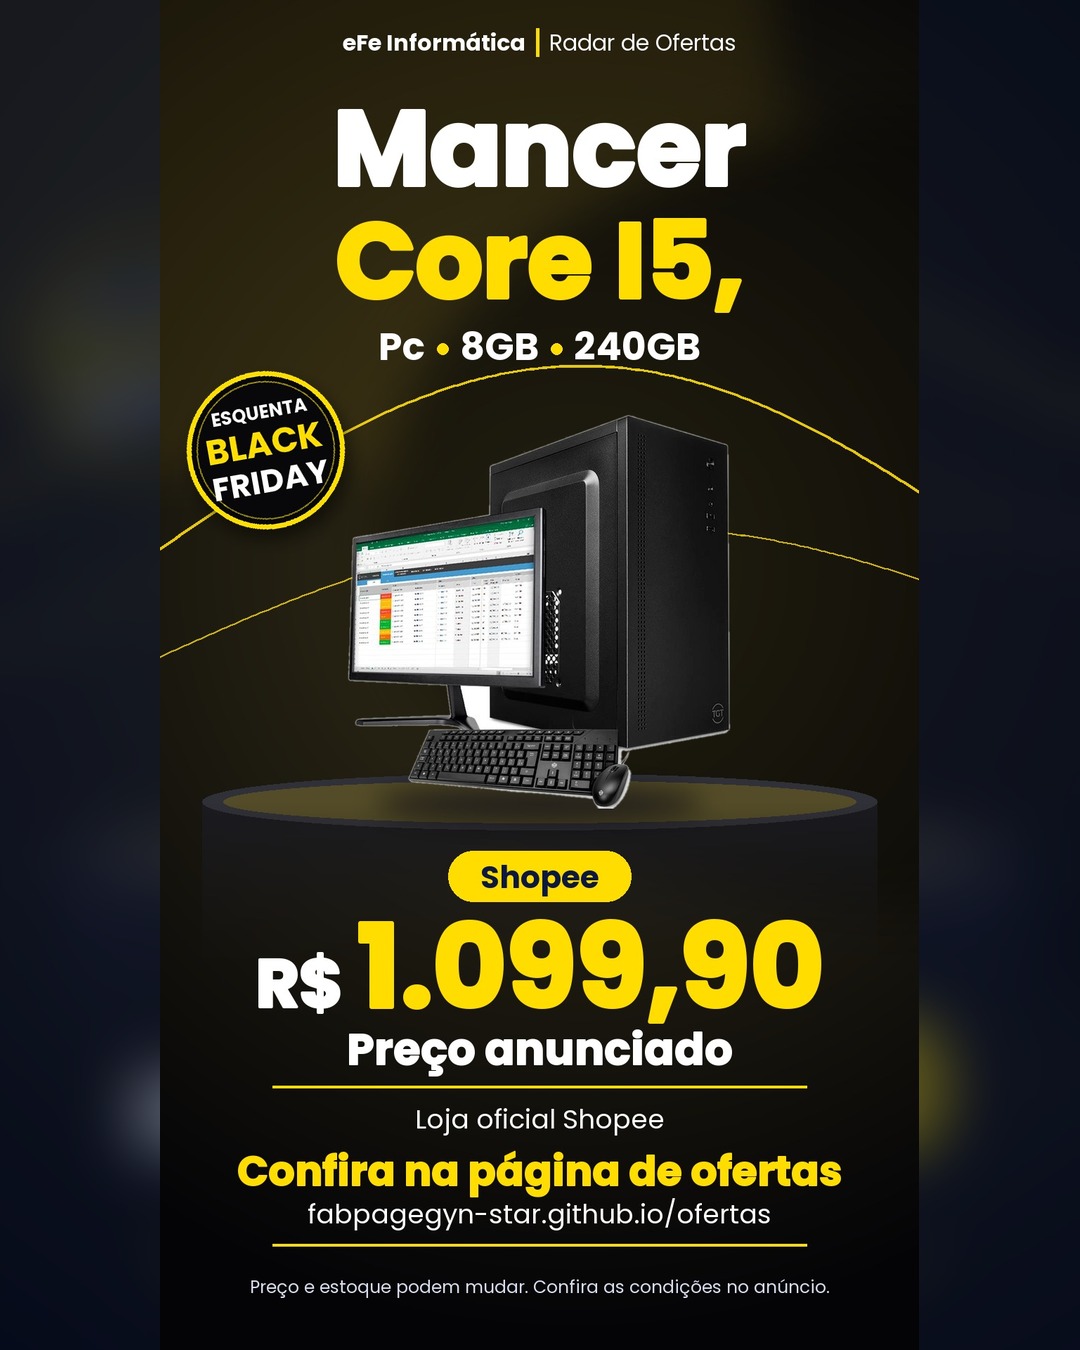 eFe Informática | Radar de Ofertas
Mancer
Core I5,
Pc • 8GB • 240GB
ESQUENTA
BLACK
FRIDAY
Shopee
R$ 1.099,90
Preço anunciado
Loja oficial Shopee
Confira na página de ofertas
fabpagegyn-star.github.io/ofertas
Preço e estoque podem mudar. Confira as condições no anúncio.